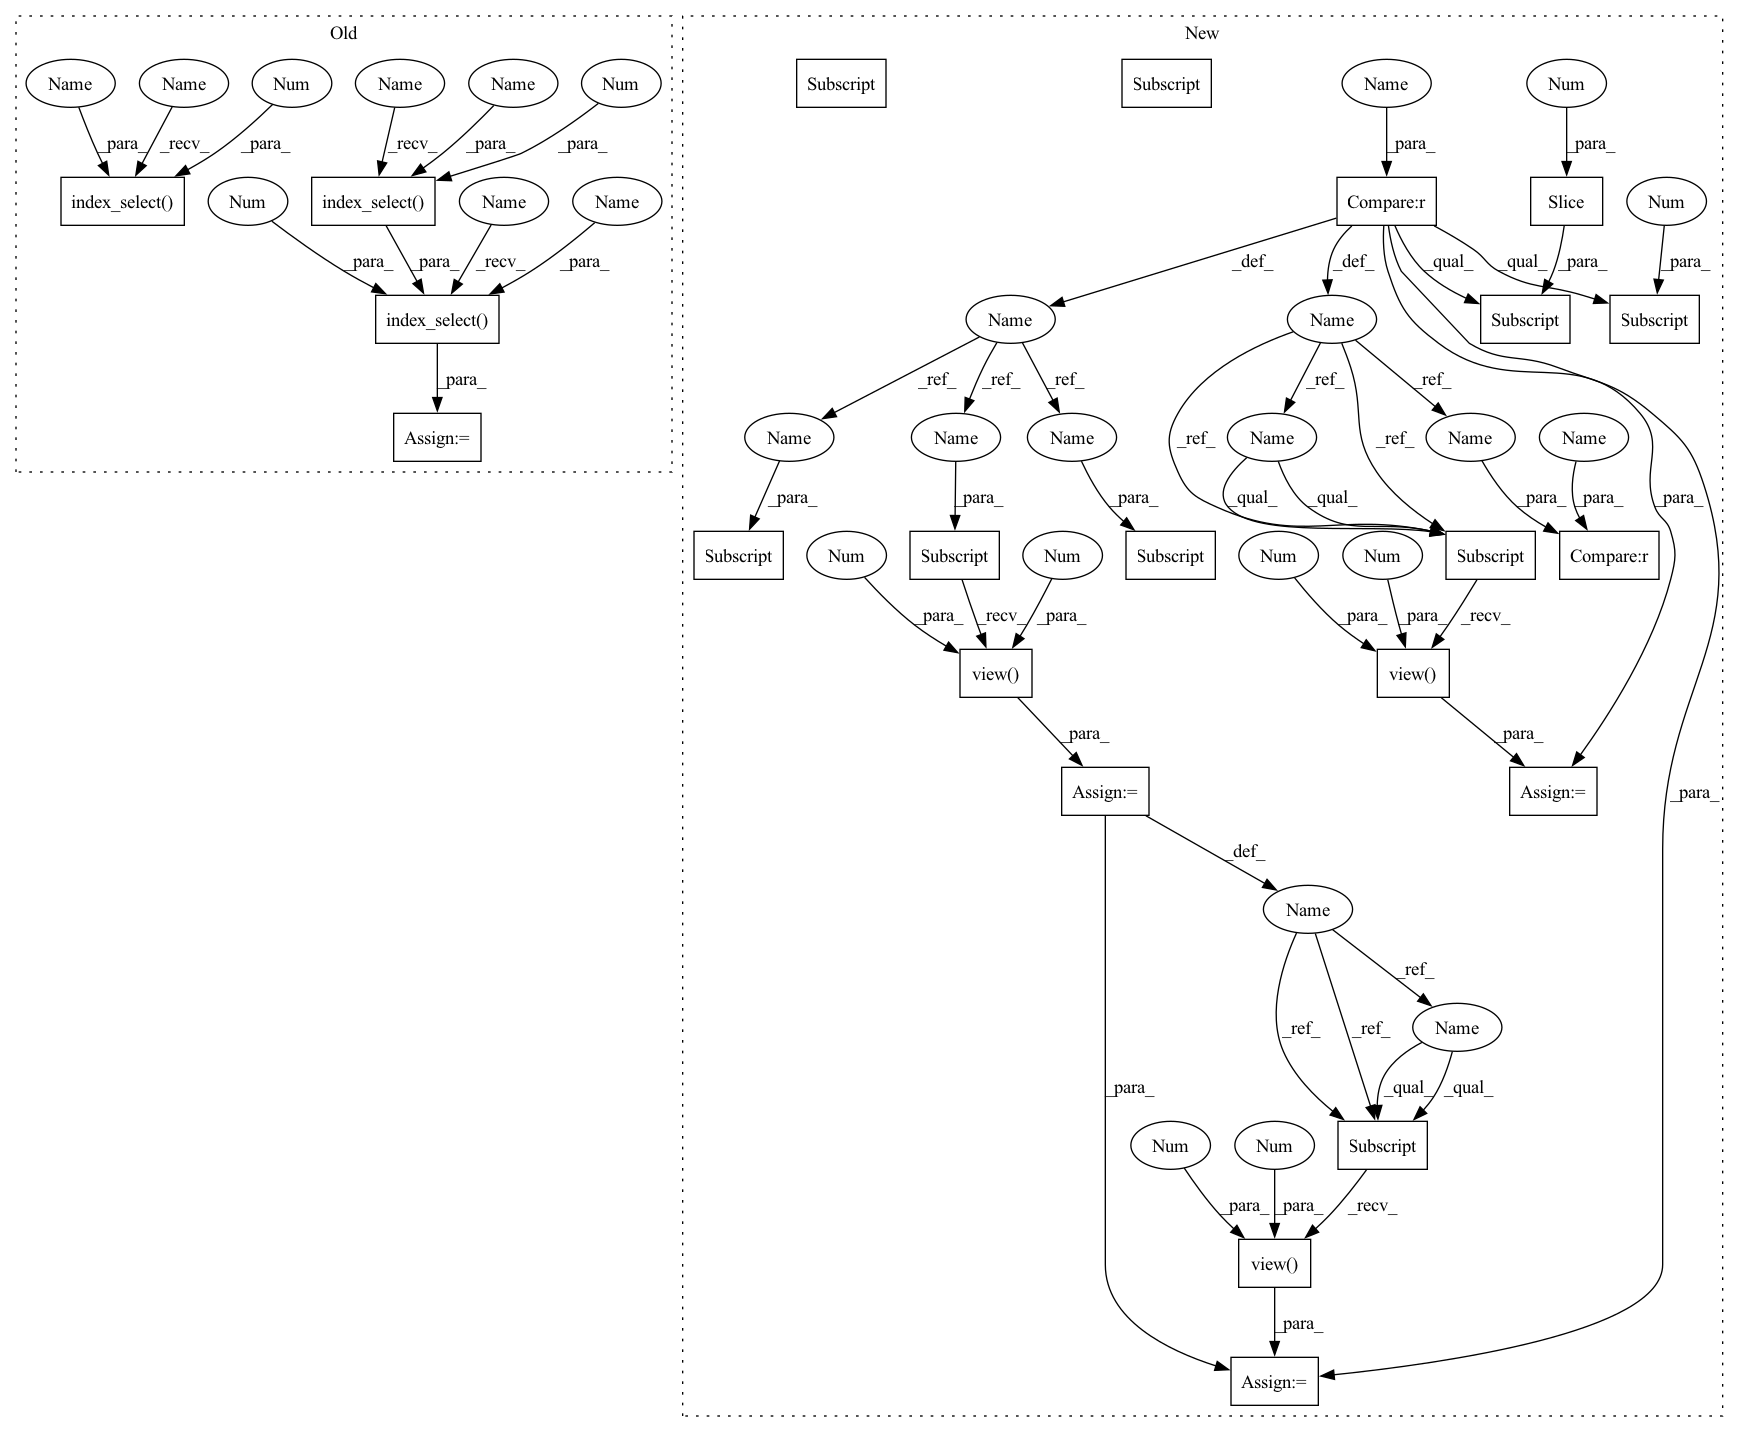 Old
New
Name
Name
Num
Name
Name
Num
Subscript
Subscript
Name
Num
_para_
_recv_
_para_
_recv_
_para_
_para_
_para_
_para_
index_select()
Num
index_select()
Name
Name
Compare:r
Slice
Num
_para_
_para_
_recv_
_para_
_def_
_def_
_qual_
_qual_
_para_
_para_
index_select()
Name
Name
Subscript
Subscript
_para_
_ref_
_ref_
_ref_
_ref_
_ref_
Assign:=
Name
Name
Name
_ref_
Name
_ref_
Name
Name
_para_
_para_
_para_
_qual_
_qual_
_para_
_para_
_para_
Subscript
Num
Subscript
Num
Subscript
Num
Num
Subscript
Compare:r
_para_
_recv_
_para_
_para_
_para_
_recv_
view()
view()
_para_
_para_
Assign:=
Assign:=
_para_
_def_
Name
_ref_
Name
_ref_
_ref_
_para_
_qual_
_qual_
Num
Num
Subscript
_para_
_para_
_recv_
view()
_para_
Assign:=